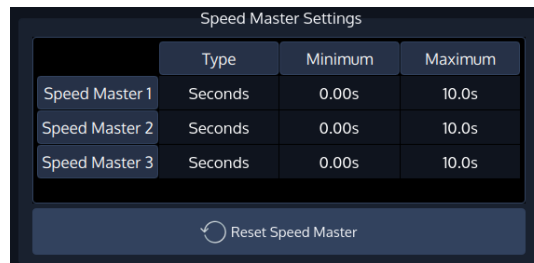 Speed Master Settings
Type Minimum Maximum
Speed Master 1 Seconds 0.00s 10.0s
Speed Master 2 Seconds 0.00s 10.0s
Speed Master 3 Seconds 0.00s 10.0s
Reset Speed Master